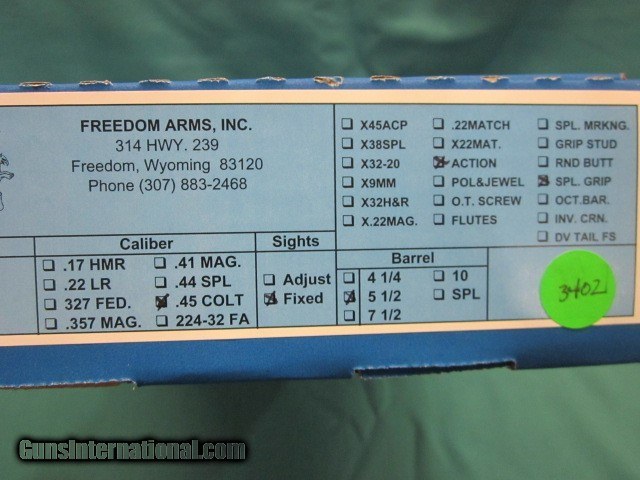 FREEDOM ARMS, INC.
314 HWY. 239
Freedom, Wyoming 83120
Phone (307) 883-2468
X45ACP .22MATCH SPL. MRKNG.
X38SPL X22MAT. GRIP STUD
X32-20 ACTION RND BUTT
X9MM POL&JEWEL SPL. GRIP
X32H&R O.T. SCREW OCT.BAR.
X.22MAG. FLUTES INV. CRN.
DV TAIL FS
Caliber Sights
.17 HMR .41 MAG.
.22 LR .44 SPL Adjust
327 FED. .45 COLT Fixed
.357 MAG. 224-32 FA
Barrel
4 1/4 10
5 1/2 SPL
7 1/2
3402
GunsInternational.com